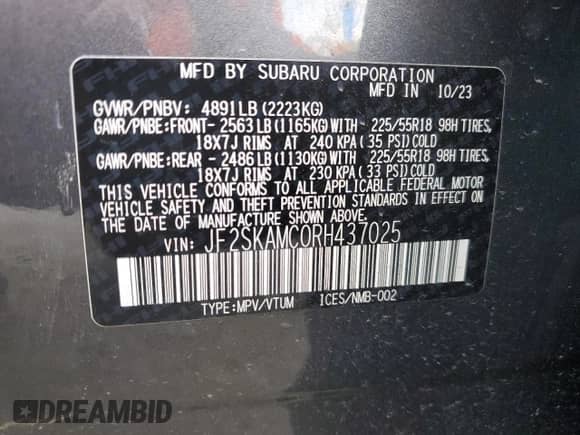 MFD BY SUBARU CORPORATION
MFD IN 10/23
GVWR/PNBV: 4891LB(2223KG)
GAWR/PNBE:FRONT- 2563LB(1165KG)WITH- 225/55R18 98H TIRES,
18X7J RIMS AT 240 KPA(35 PSI)COLD
GAWR/PNBE:REAR - 2486LB(1130KG)WITH- 225/55R18 98H TIRES,
18X7J RIMS AT 230 KPA(33 PSI)COLD
THIS VEHICLE CONFORMS TO ALL APPLICABLE FEDERAL MOTOR
VEHICLE SAFETY AND THEFT PREVENTION STANDARDS IN EFFECT ON
THE DATE OF MANUFACTURE SHOWN ABOVE.
VIN: JF2SKAMC0RH437025
TYPE:MPV/VTUM ICES/NMB-002
DREAMBID